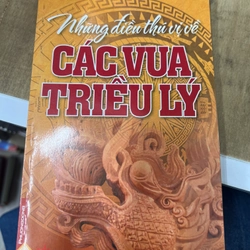 Những điều thú vị về
CÁC VUA
TRIỀU LÝ